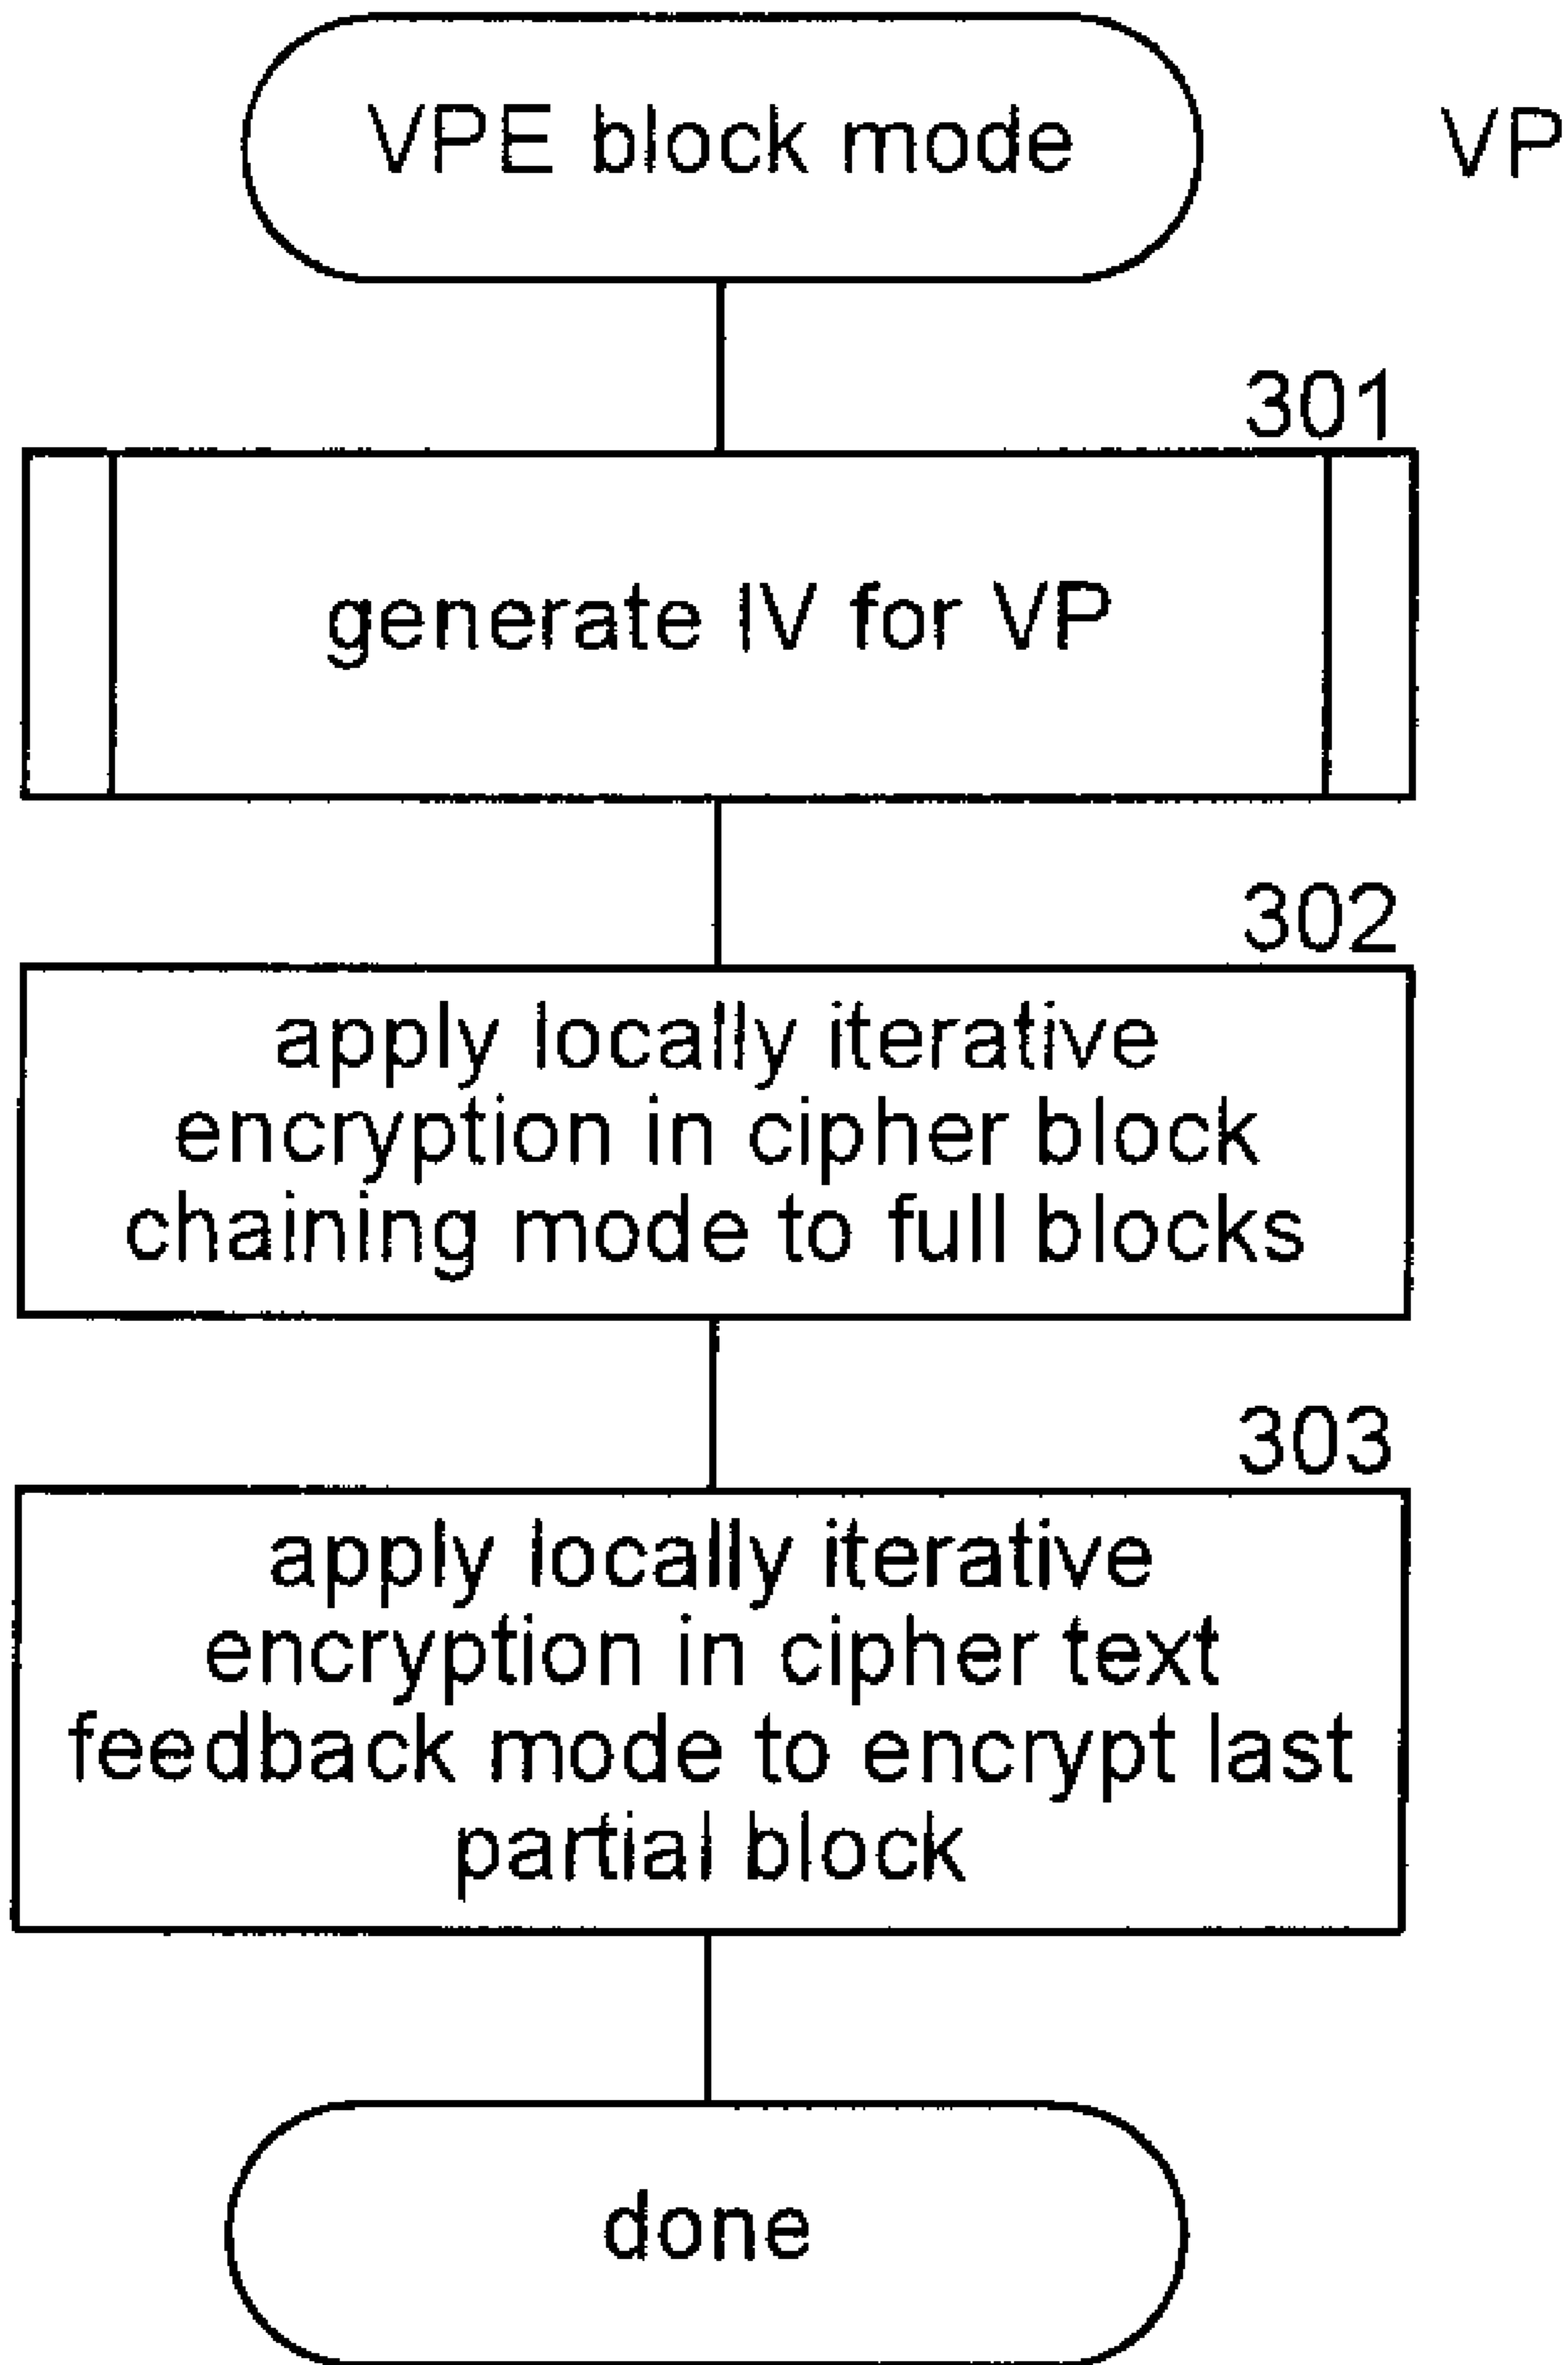 VPE block mode
VP
301
generate IV for VP
302
apply locally iterative
encryption in cipher block
chaining mode to full blocks
303
apply locally iterative
encryption in cipher text
feedback mode to encrypt last
partial block
done